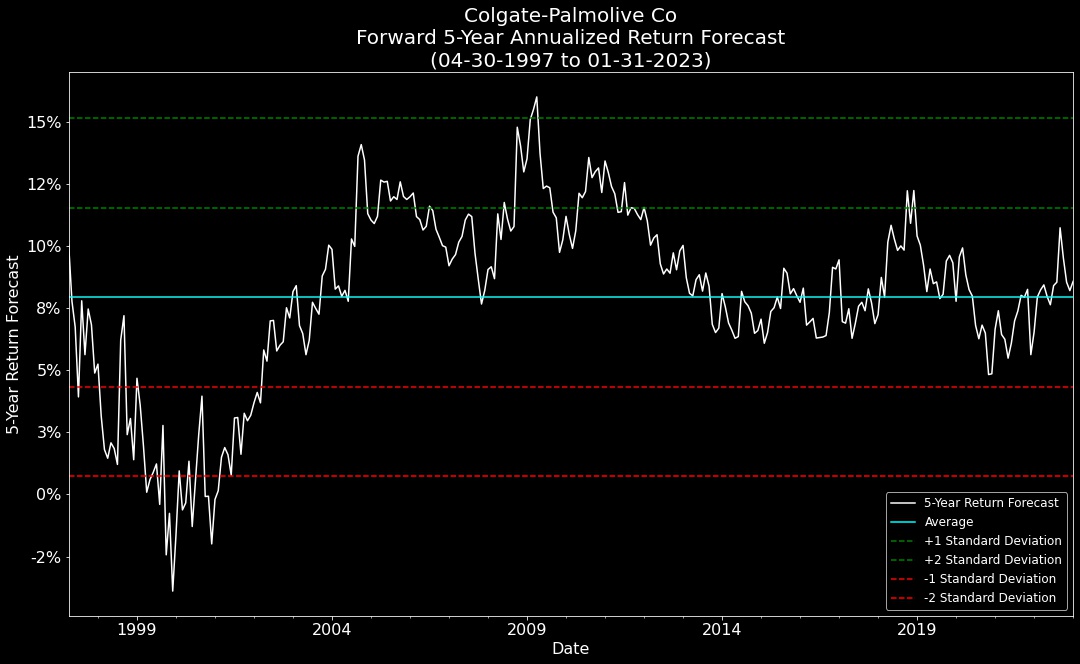 Colgate-Palmolive Co
Forward 5-Year Annualized Return Forecast
(04-30-1997 to 01-31-2023)
5-Year Return Forecast
15%
12%
10%
8%
5%
3%
0%
-2%
5-Year Return Forecast
Average
+1 Standard Deviation
+2 Standard Deviation
-1 Standard Deviation
-2 Standard Deviation
1999
2004
2009
2014
2019
Date